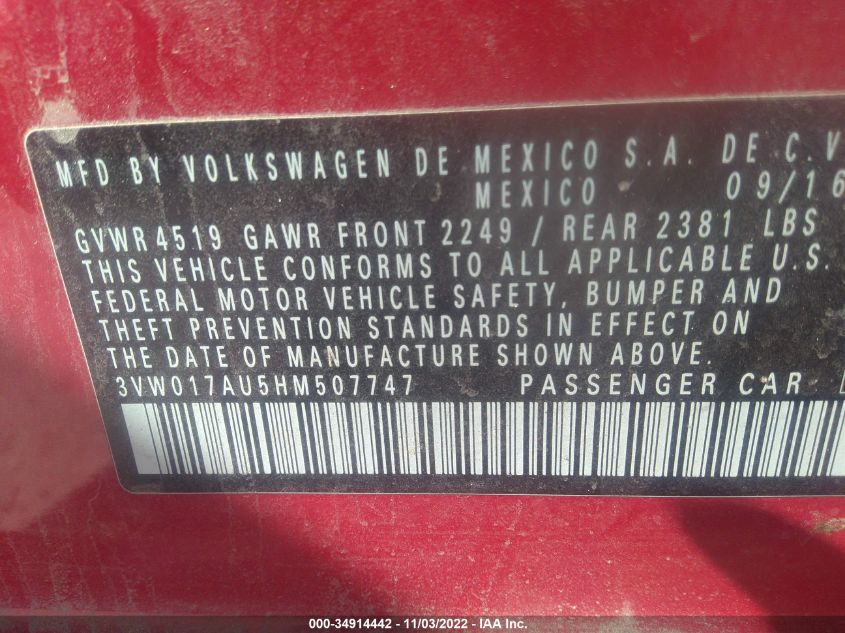 MFD BY VOLKSWAGEN DE MEXICO S.A. DE C.V
MEXICO 09/16
GVWR 4519 GAWR FRONT 2249 / REAR 2381 LBS
THIS VEHICLE CONFORMS TO ALL APPLICABLE U.S.
FEDERAL MOTOR VEHICLE SAFETY, BUMPER AND
THEFT PREVENTION STANDARDS IN EFFECT ON
THE DATE OF MANUFACTURE SHOWN ABOVE.
3VW017AU5HM507747 PASSENGER CAR
000-34914442 - 11/03/2022 - IAA Inc.